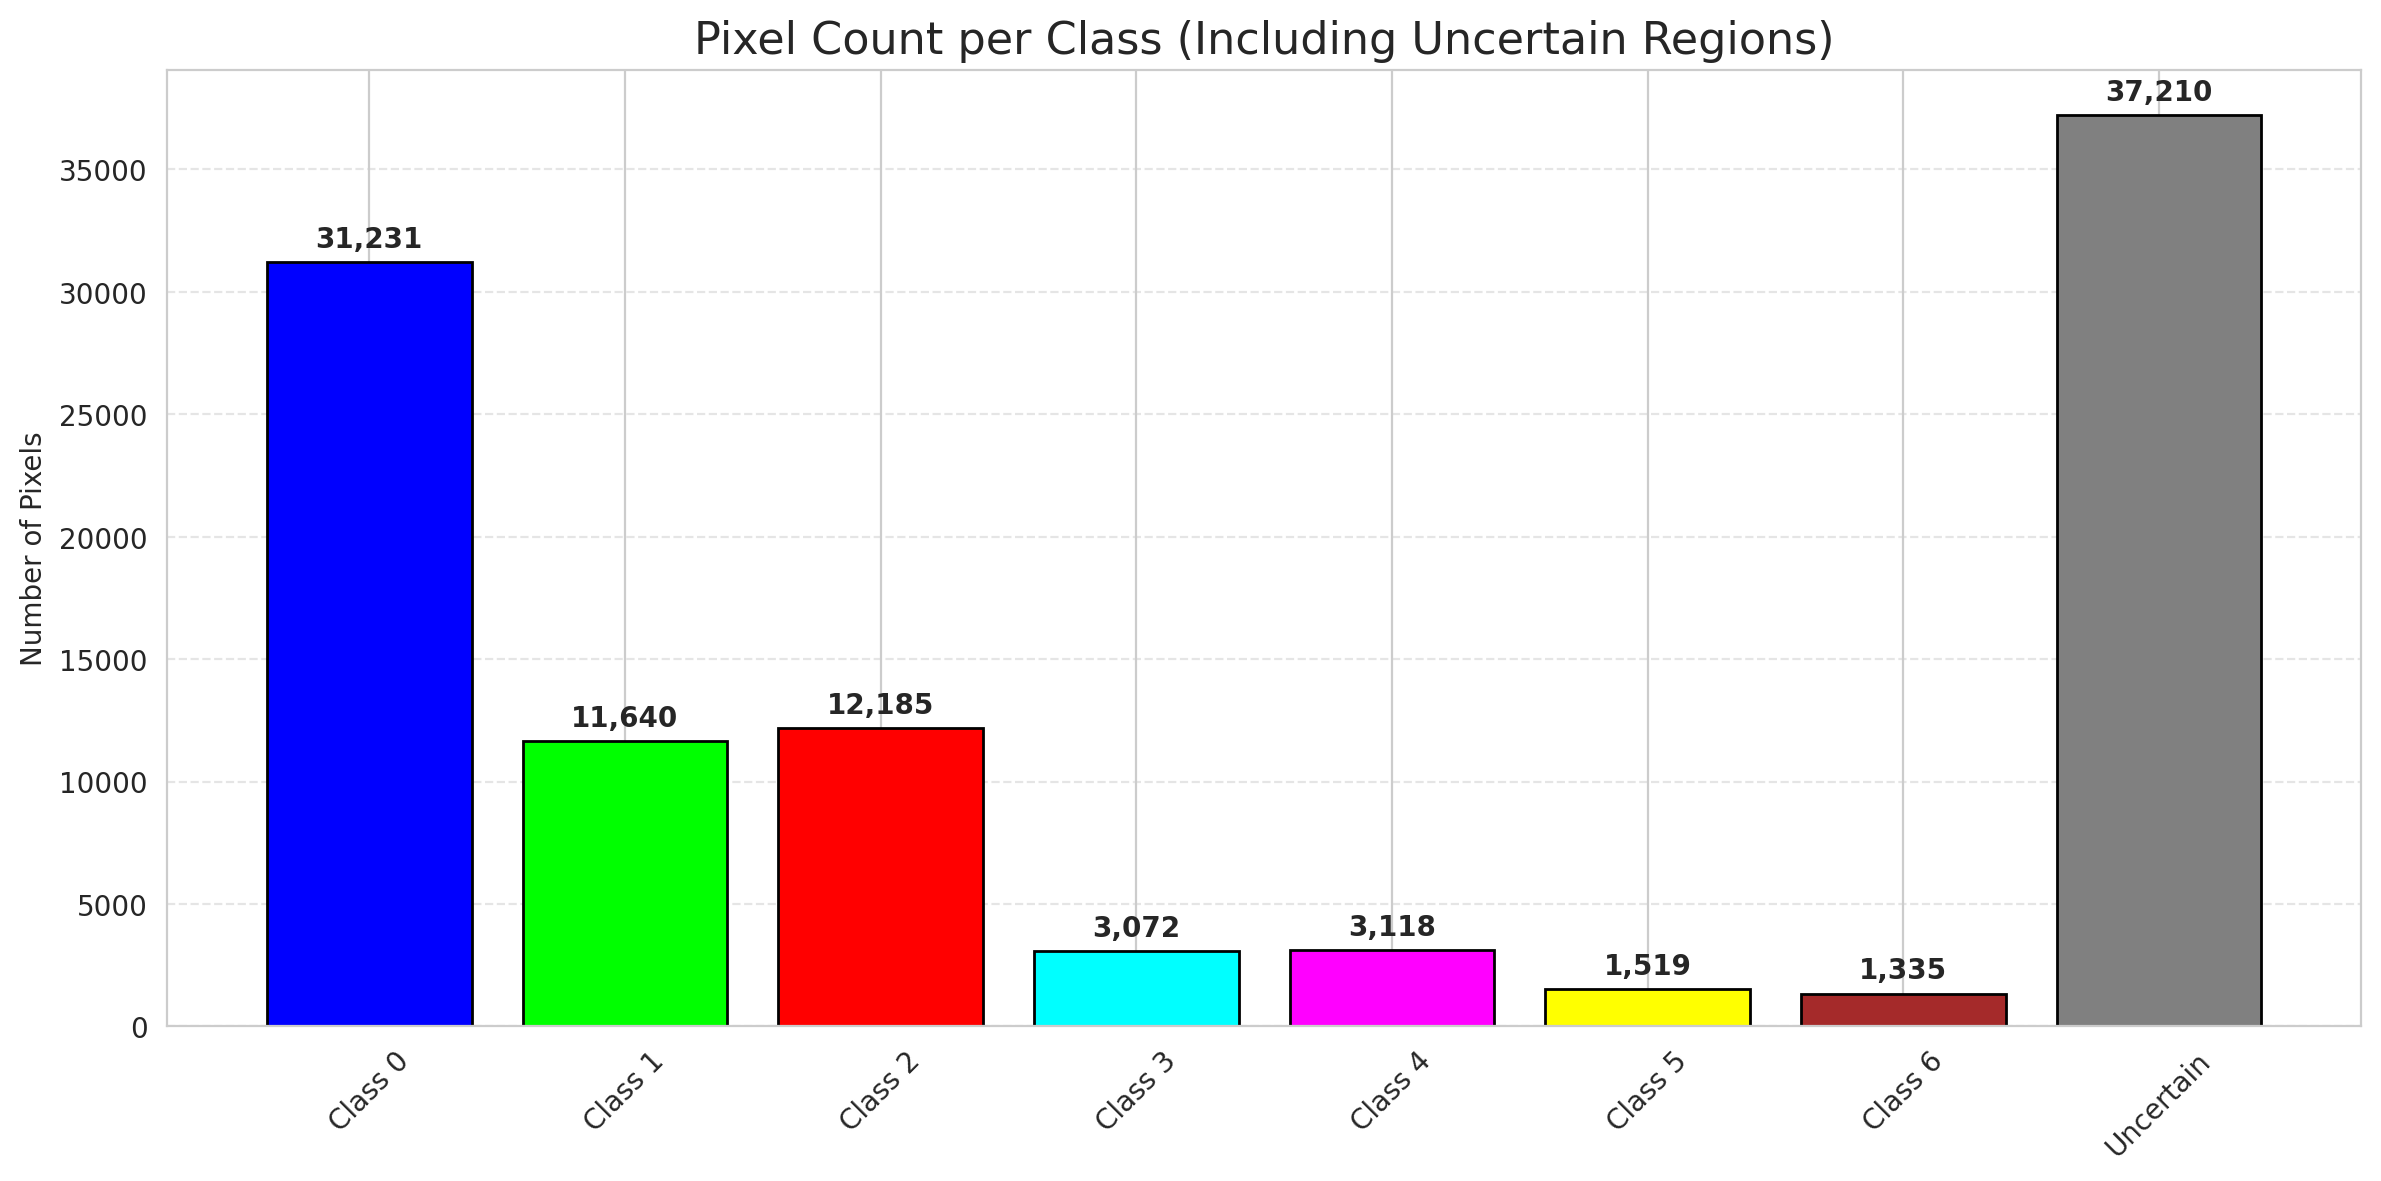 Pixel Count per Class (Including Uncertain Regions)
Number of Pixels
35000
30000
25000
20000
15000
10000
5000
0
31,231
11,640
12,185
3,072
3,118
1,519
1,335
37,210
Class 0
Class 1
Class 2
Class 3
Class 4
Class 5
Class 6
Uncertain